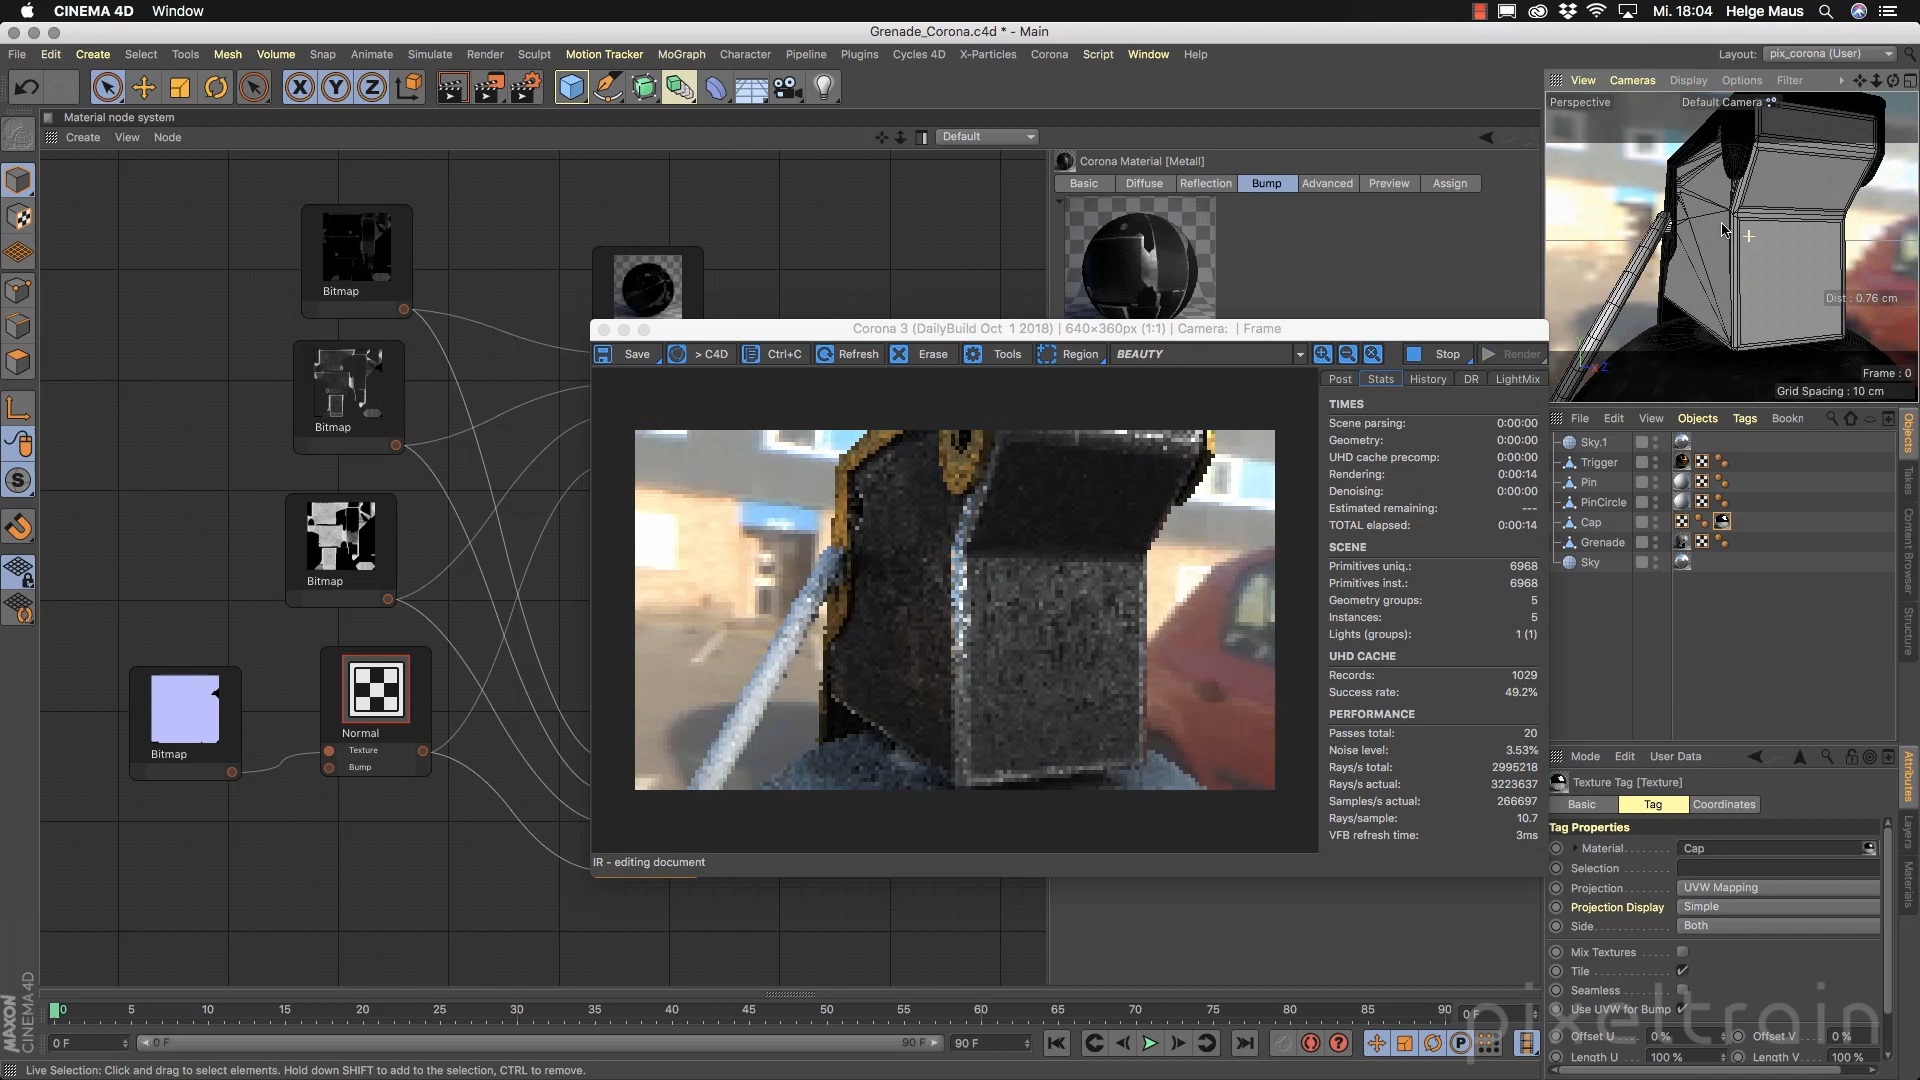 CINEMA 4D Window
Mi. 18:04 Helge Maus
Grenade_Corona.c4d * - Main
File Edit Create Select Tools Mesh Volume Snap Animate Simulate Render Sculpt Motion Tracker MoGraph Character Pipeline Plugins Cycles 4D X-Particles Corona Script Window Help
Layout: pix_corona (User)
Material node system
Create View Node
Default
View Cameras Display Options Filter
Perspective
Default Camera
Dist : 0.76 cm
Frame : 0
Grid Spacing : 10 cm
Corona Material [Metall]
Basic Diffuse Reflection Bump Advanced Preview Assign
Bitmap
Bitmap
Bitmap
Bitmap
Normal
Texture
Bump
Corona 3 (DailyBuild Oct 1 2018) | 640×360px (1:1) | Camera: | Frame
Save > C4D Ctrl+C Refresh Erase Tools Region BEAUTY Stop Render
Post Stats History DR LightMix
TIMES
Scene parsing: 0:00:00
Geometry: 0:00:00
UHD cache precomp: 0:00:00
Rendering: 0:00:14
Denoising: 0:00:00
Estimated remaining: ---
TOTAL elapsed: 0:00:14
SCENE
Primitives uniq.: 6968
Primitives inst.: 6968
Geometry groups: 5
Instances: 5
Lights (groups): 1 (1)
UHD CACHE
Records: 1029
Success rate: 49.2%
PERFORMANCE
Passes total: 20
Noise level: 3.53%
Rays/s total: 2995218
Rays/s actual: 3223637
Samples/s actual: 266697
Rays/sample: 10.7
VFB refresh time: 3ms
IR - editing document
File Edit View Objects Tags Bookn
Sky.1
Trigger
Pin
PinCircle
Cap
Grenade
Sky
Objects
Takes
Content Browser
Structure
Mode Edit User Data
Texture Tag [Texture]
Basic Tag Coordinates
Tag Properties
Material Cap
Selection
Projection UVW Mapping
Projection Display Simple
Side Both
Mix Textures
Tile
Seamless
Use UVW for Bump
Offset U 0 % Offset V 0 %
Length U 100 % Length V 100 %
Attributes
Layers
Materials
pixeltrain
0 5 10 15 20 25 30 35 40 45 50 55 60 65 70 75 80 85 90
0 F
0 F 0 F 90 F 90 F
MAXON
CINEMA 4D
Live Selection: Click and drag to select elements. Hold down SHIFT to add to the selection, CTRL to remove.